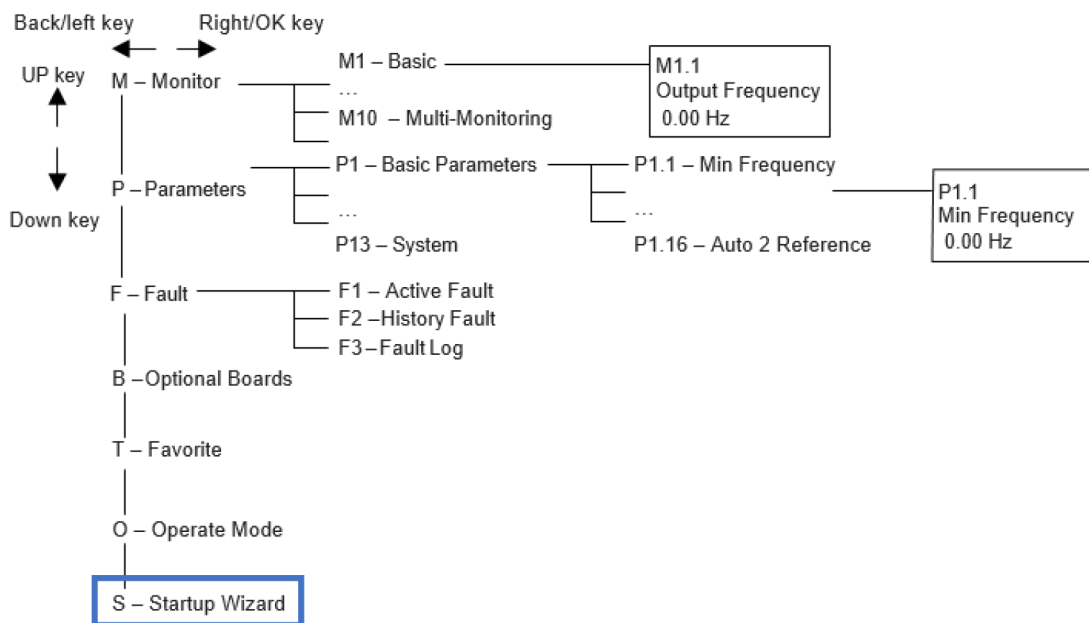 Back/left key
Right/OK key
UP key
Down key
M – Monitor
M1 – Basic
...
M10 – Multi-Monitoring
M1.1
Output Frequency
0.00 Hz
P – Parameters
P1 – Basic Parameters
...
P13 – System
P1.1 – Min Frequency
...
P1.16 – Auto 2 Reference
P1.1
Min Frequency
0.00 Hz
F – Fault
F1 – Active Fault
F2 –History Fault
F3–Fault Log
B –Optional Boards
T – Favorite
O – Operate Mode
S – Startup Wizard